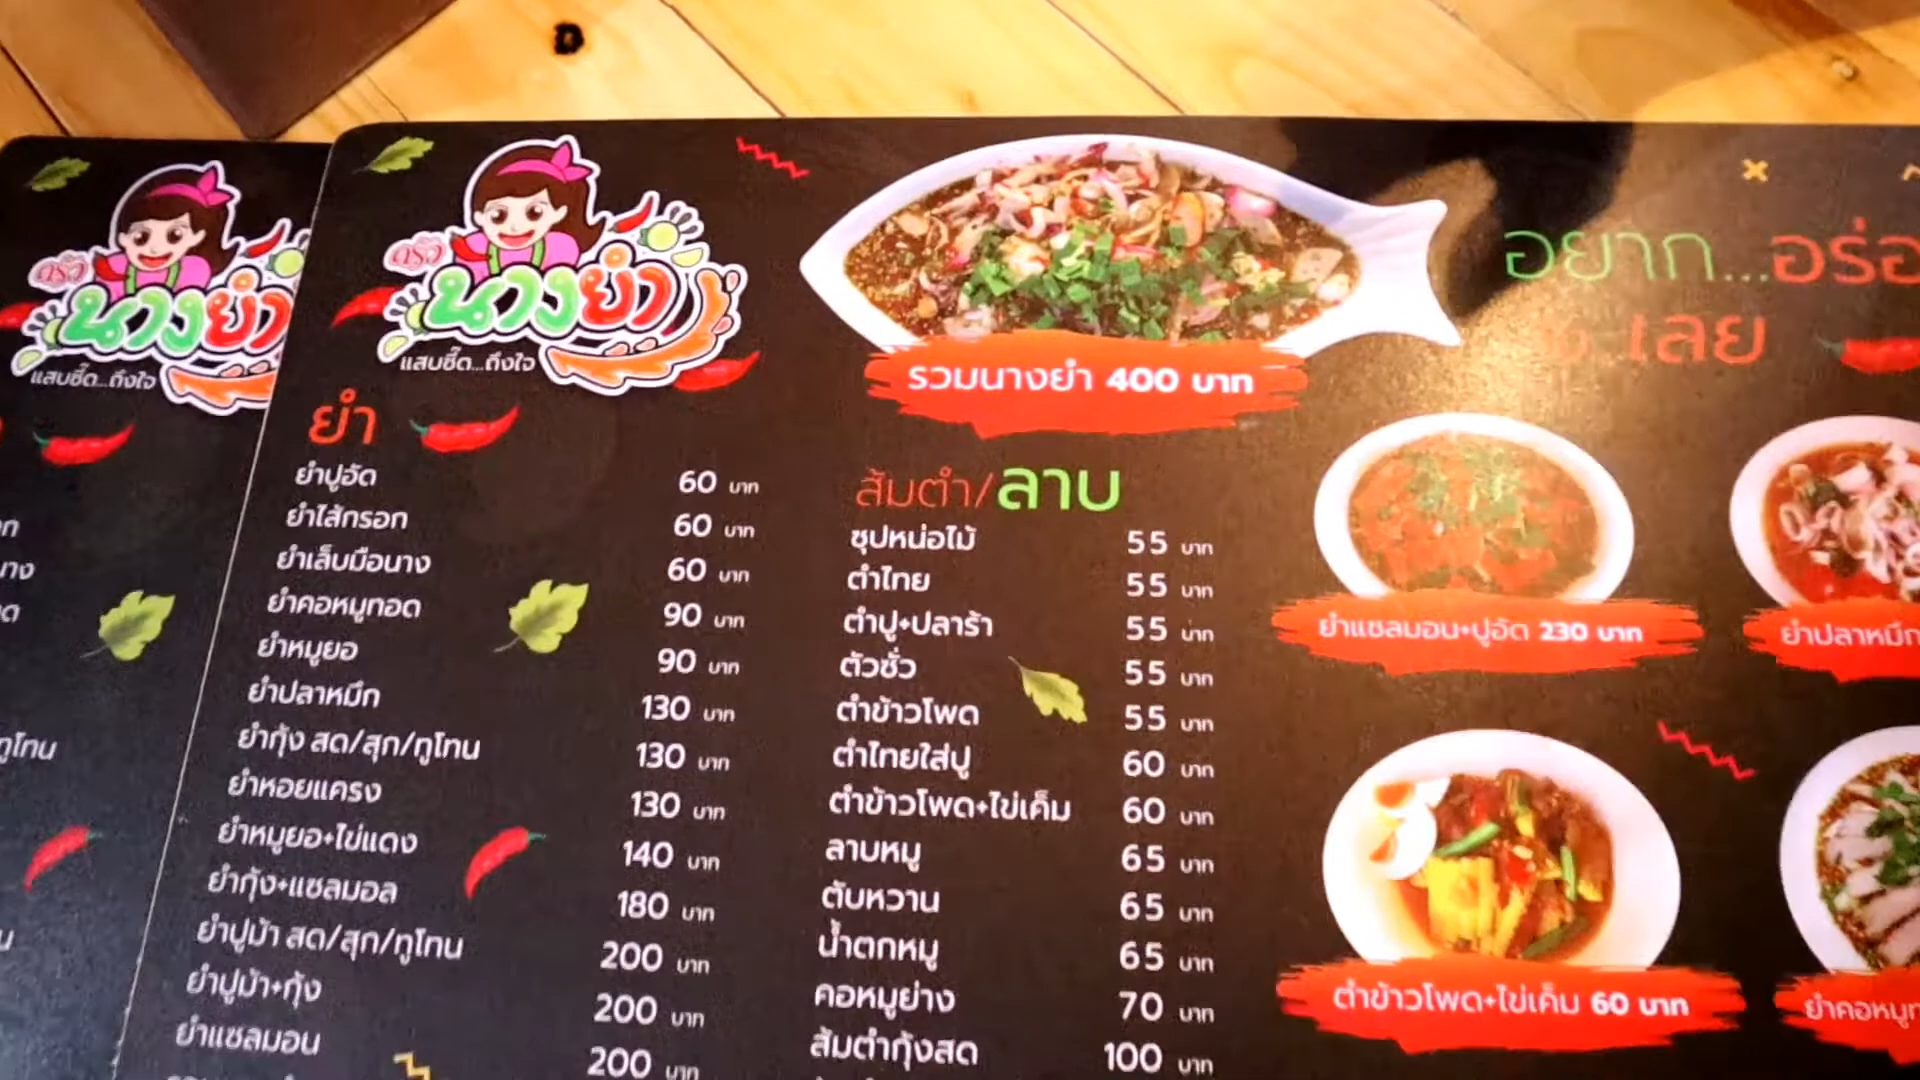 ครัว
นางยำ
แสบซี๊ด...ถึงใจ
ครัว
นางยำ
แสบซี๊ด...ถึงใจ
รวมนางยำ 400 บาท
อยาก...
เลย
ยำ
ยำปูอัด 60 บาท
ยำไส้กรอก 60 บาท
ยำเล็บมือนาง 60 บาท
ยำคอหมูทอด 90 บาท
ยำหมูยอ 90 บาท
ยำปลาหมึก 130 บาท
ยำกุ้ง สด/สุก/ทูโทน 130 บาท
ยำหอยแครง 130 บาท
ยำหมูยอ+ไข่แดง 140 บาท
ยำกุ้ง+แซลมอล 180 บาท
ยำปูม้า สด/สุก/ทูโทน 200 บาท
ยำปูม้า+กุ้ง 200 บาท
ยำแซลมอน 200 บาท
ส้มตำ/ลาบ
ซุปหน่อไม้ 55 บาท
ตำไทย 55 บาท
ตำปู+ปลาร้า 55 บาท
ตัวซั่ว 55 บาท
ตำข้าวโพด 55 บาท
ตำไทยใส่ปู 60 บาท
ตำข้าวโพด+ไข่เค็ม 60 บาท
ลาบหมู 65 บาท
ตับหวาน 65 บาท
น้ำตกหมู 65 บาท
คอหมูย่าง 70 บาท
ส้มตำกุ้งสด 100 บาท
ยำแซลมอน+ปูอัด 230 บาท
ยำปลาหมึก
ตำข้าวโพด+ไข่เค็ม 60 บาท
ยำคอหมู